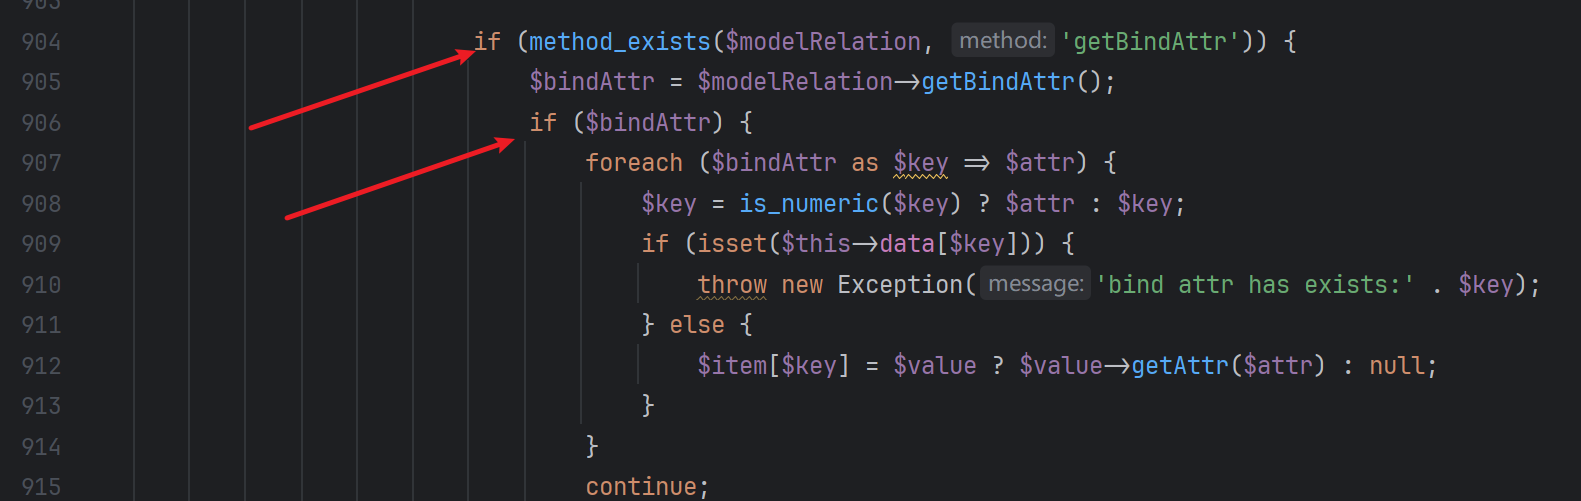 903
904 if (method_exists($modelRelation, method: 'getBindAttr')) {
905 $bindAttr = $modelRelation->getBindAttr();
906 if ($bindAttr) {
907 foreach ($bindAttr as $key => $attr) {
908 $key = is_numeric($key) ? $attr : $key;
909 if (isset($this->data[$key])) {
910 throw new Exception( message: 'bind attr has exists:' . $key);
911 } else {
912 $item[$key] = $value ? $value->getAttr($attr) : null;
913 }
914 }
915 continue;